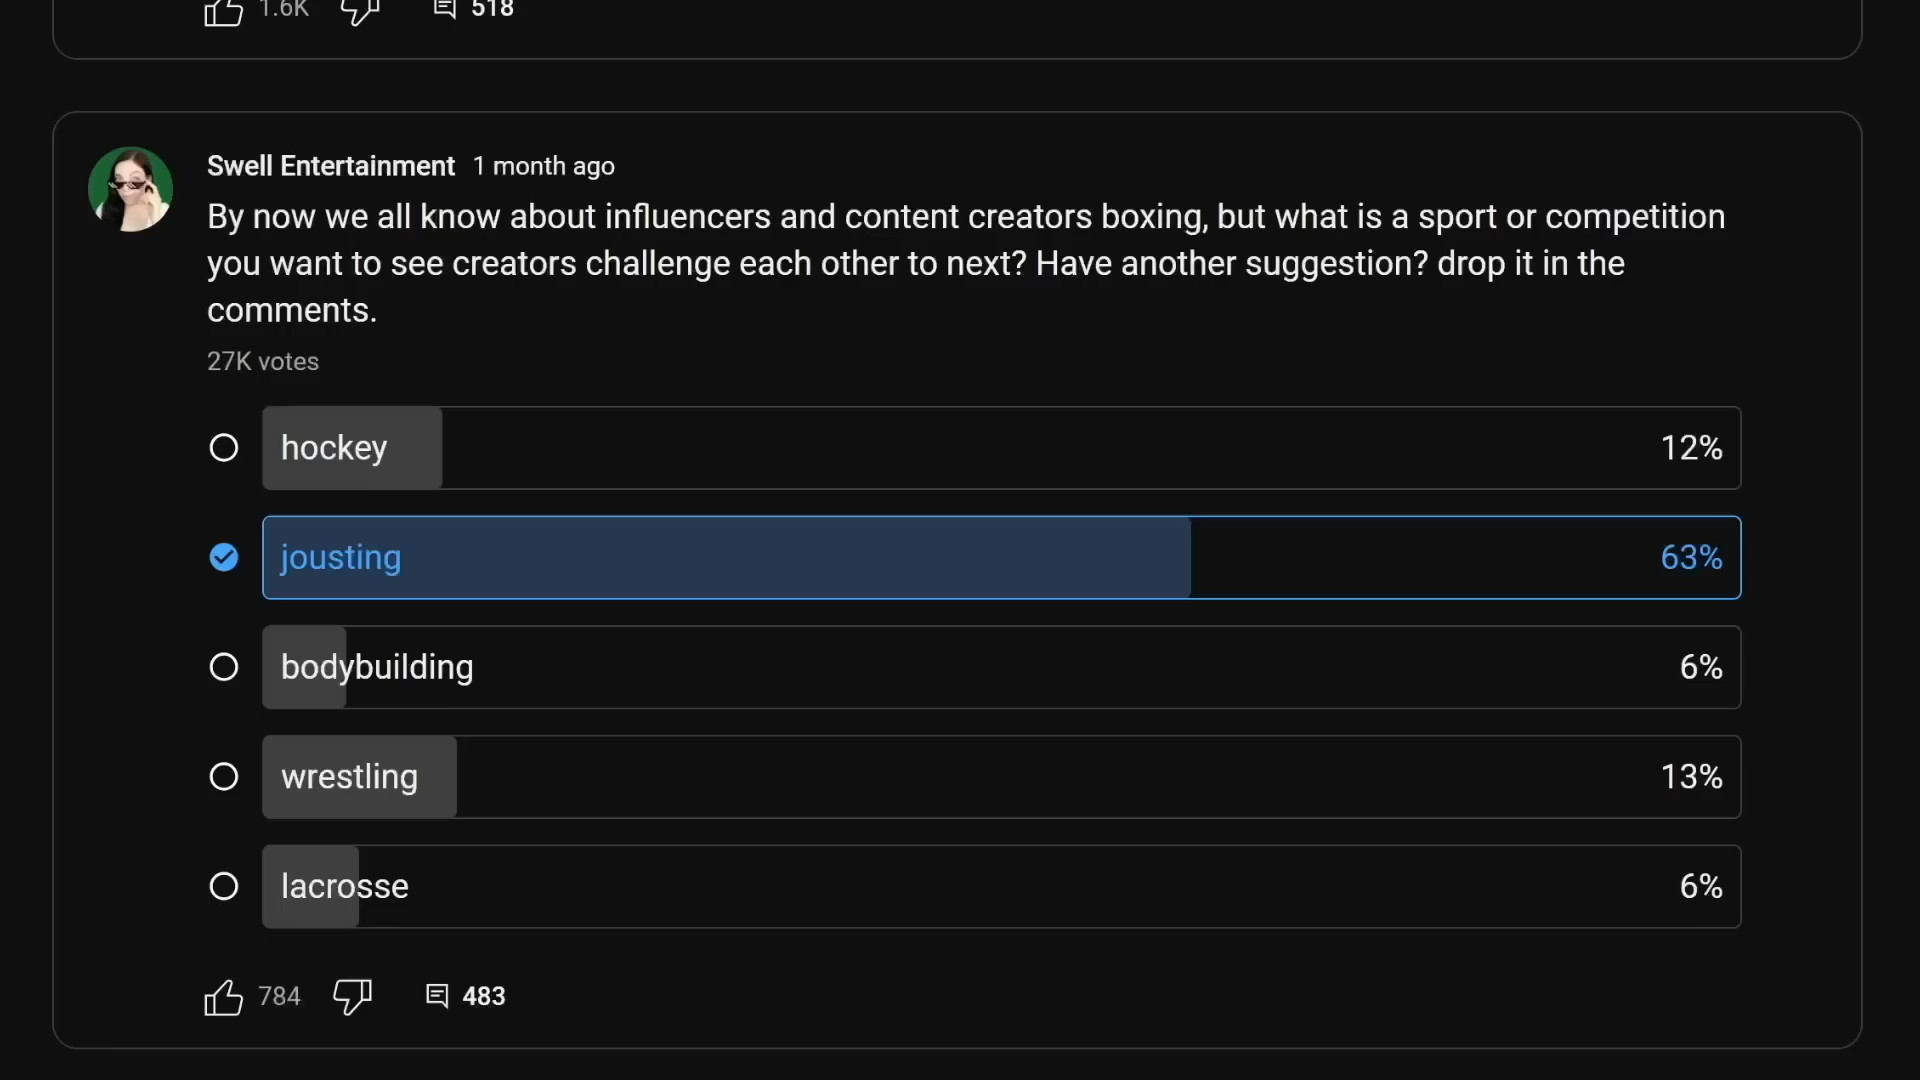 1.6K 518
Swell Entertainment 1 month ago
By now we all know about influencers and content creators boxing, but what is a sport or competition
you want to see creators challenge each other to next? Have another suggestion? drop it in the
comments.
27K votes
hockey 12%
jousting 63%
bodybuilding 6%
wrestling 13%
lacrosse 6%
784 483